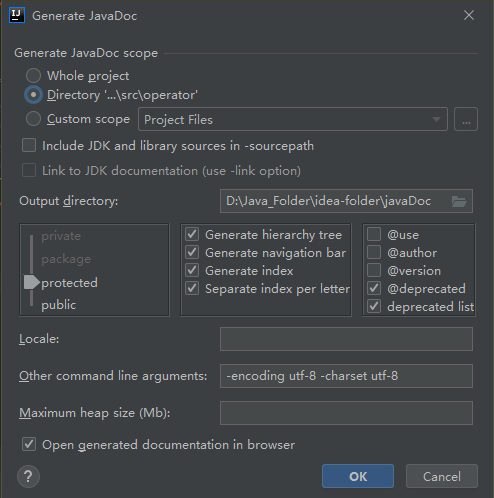 Generate JavaDoc
Generate JavaDoc scope
Whole project
Directory '...\src\operator'
Custom scope
Project Files
...
Include JDK and library sources in -sourcepath
Link to JDK documentation (use -link option)
Output directory:
D:\Java_Folder\idea-folder\javaDoc
private
package
protected
public
Generate hierarchy tree
Generate navigation bar
Generate index
Separate index per letter
@use
@author
@version
@deprecated
deprecated list
Locale:
Other command line arguments:
-encoding utf-8 -charset utf-8
Maximum heap size (Mb):
Open generated documentation in browser
?
OK
Cancel